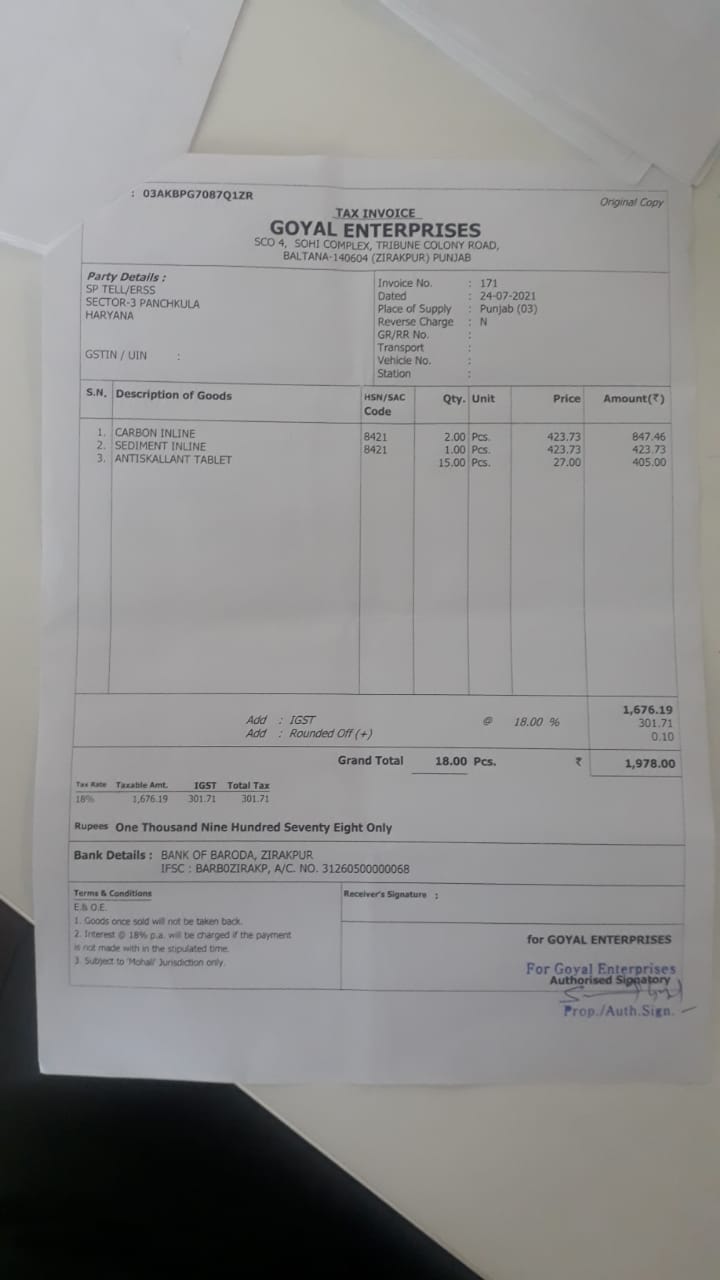 : 03AKBPG7087Q1ZR
Original Copy
TAX INVOICE
GOYAL ENTERPRISES
SCO 4, SOHI COMPLEX, TRIBUNE COLONY ROAD,
BALTANA-140604 (ZIRAKPUR) PUNJAB
Party Details :
SP TELL/ERSS
SECTOR-3 PANCHKULA
HARYANA
GSTIN / UIN :
Invoice No. : 171
Dated : 24-07-2021
Place of Supply : Punjab (03)
Reverse Charge : N
GR/RR No. :
Transport :
Vehicle No. :
Station :
S.N. Description of Goods HSN/SAC Code Qty. Unit Price Amount(₹)
1. CARBON INLINE 8421 2.00 Pcs. 423.73 847.46
2. SEDIMENT INLINE 8421 1.00 Pcs. 423.73 423.73
3. ANTISKALLANT TABLET 15.00 Pcs. 27.00 405.00
1,676.19
Add : IGST @ 18.00 % 301.71
Add : Rounded Off (+) 0.10
Grand Total 18.00 Pcs. ₹ 1,978.00
Tax Rate Taxable Amt. IGST Total Tax
18% 1,676.19 301.71 301.71
Rupees One Thousand Nine Hundred Seventy Eight Only
Bank Details : BANK OF BARODA, ZIRAKPUR
IFSC : BARB0ZIRAKP, A/C. NO. 31260500000068
Terms & Conditions
E.& O.E.
1. Goods once sold will not be taken back.
2. Interest @ 18% p.a. will be charged if the payment
is not made with in the stipulated time.
3. Subject to 'Mohali' Jurisdiction only.
Receiver's Signature :
for GOYAL ENTERPRISES
For Goyal Enterprises
Authorised Signatory
Prop./Auth.Sign.